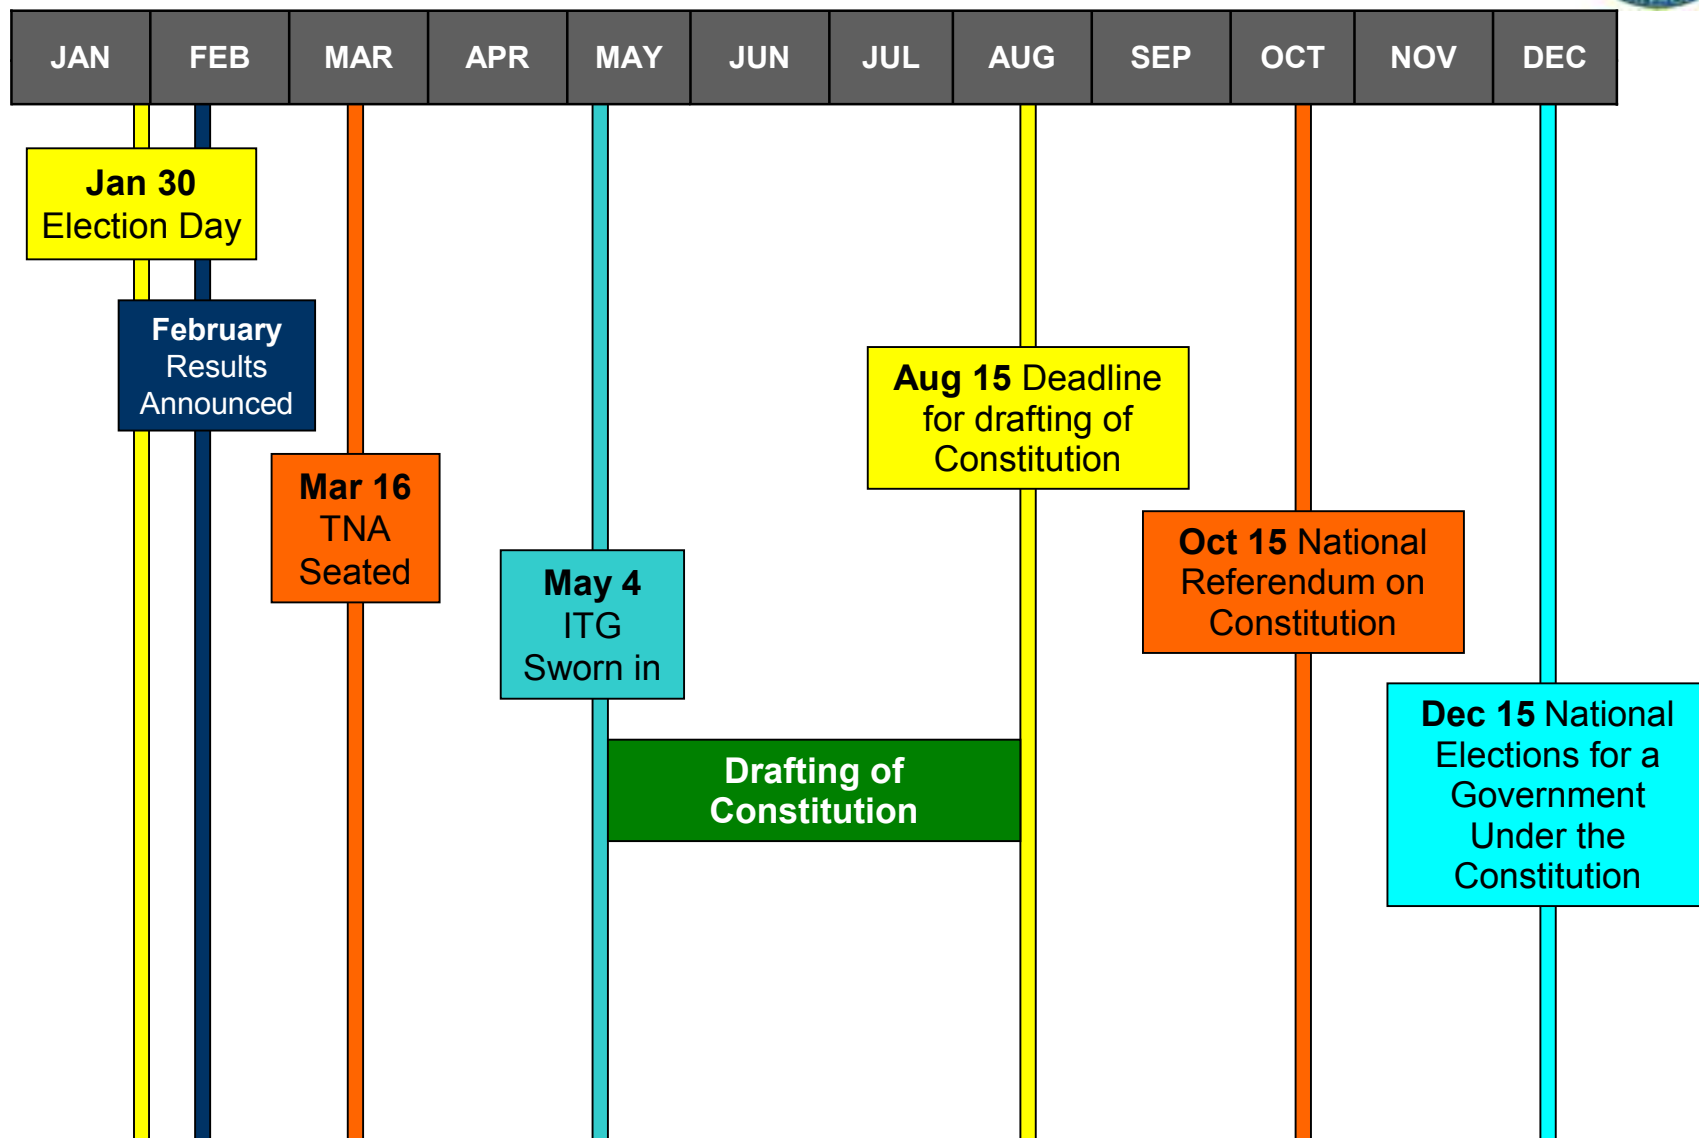 JAN FEB MAR APR MAY JUN JUL AUG SEP OCT NOV DEC
Jan 30
Election Day
February
Results
Announced
Mar 16
TNA
Seated
May 4
ITG
Sworn in
Drafting of
Constitution
Aug 15 Deadline
for drafting of
Constitution
Oct 15 National
Referendum on
Constitution
Dec 15 National
Elections for a
Government
Under the
Constitution